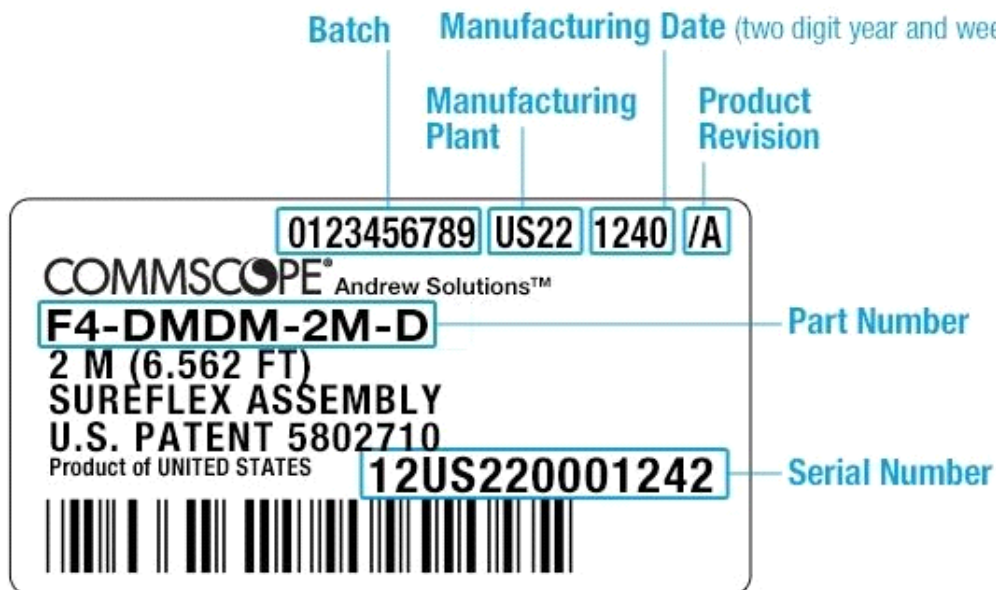 Batch
Manufacturing Date (two digit year and wee
Manufacturing
Plant
Product
Revision
0123456789 US22 1240 /A
COMMSCOPE® Andrew Solutions™
F4-DMDM-2M-D
Part Number
2 M (6.562 FT)
SUREFLEX ASSEMBLY
U.S. PATENT 5802710
Product of UNITED STATES
12US220001242
Serial Number